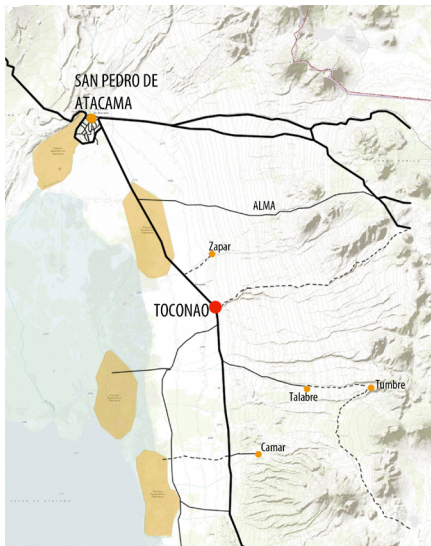 SAN PEDRO DE
ATACAMA
ALMA
Zapar
TOCONAO
Tumbre
Talabre
Camar